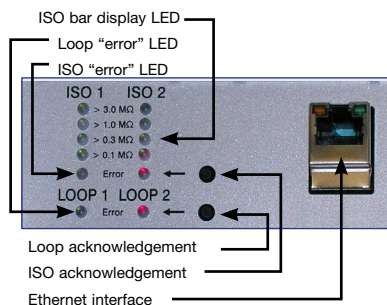 ISO bar display LED
Loop “error” LED
ISO “error” LED
ISO 1 ISO 2
> 3.0 MΩ
> 1.0 MΩ
> 0.3 MΩ
> 0.1 MΩ
Error
LOOP 1 LOOP 2
Error
Loop acknowledgement
ISO acknowledgement
Ethernet interface